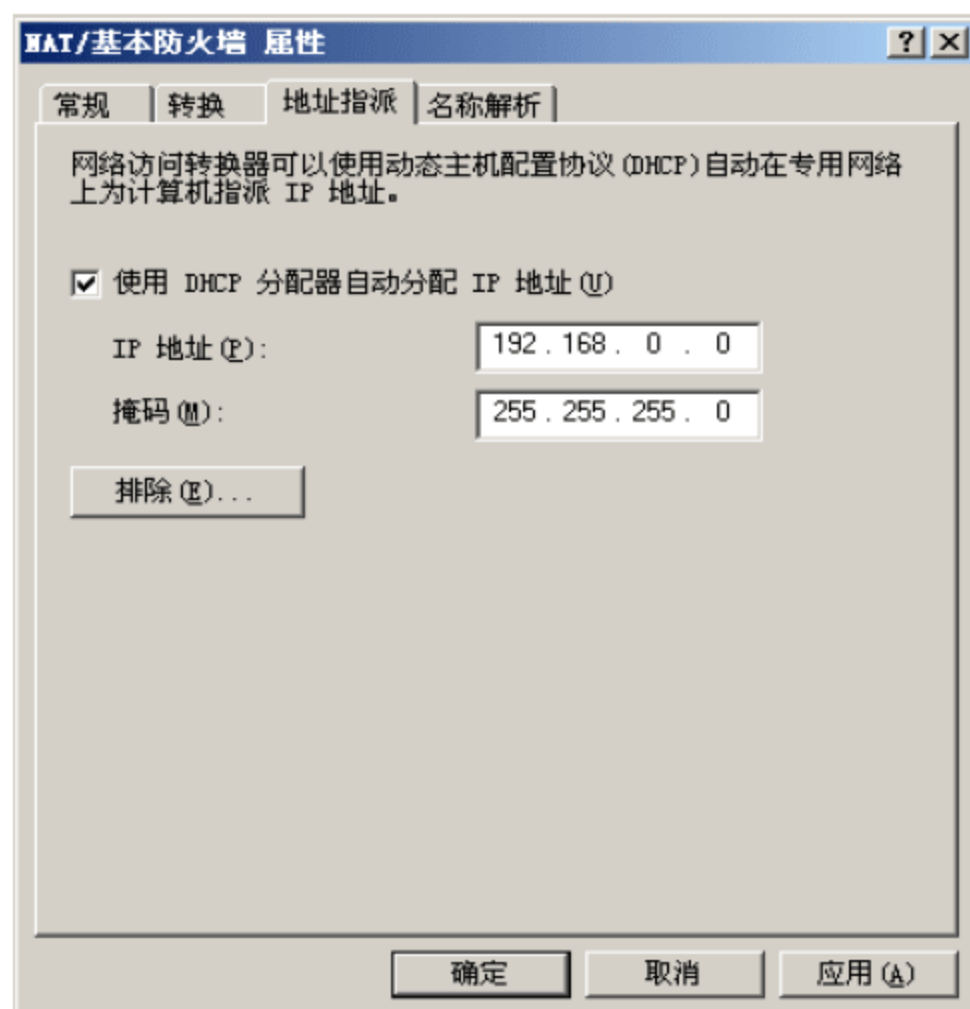 NAT/基本防火墙 属性
常规 转换 地址指派 名称解析
网络访问转换器可以使用动态主机配置协议(DHCP)自动在专用网络
上为计算机指派 IP 地址。
使用 DHCP 分配器自动分配 IP 地址(U)
IP 地址(P): 192.168.0.0
掩码(M): 255.255.255.0
排除(E)...
确定 取消 应用(A)